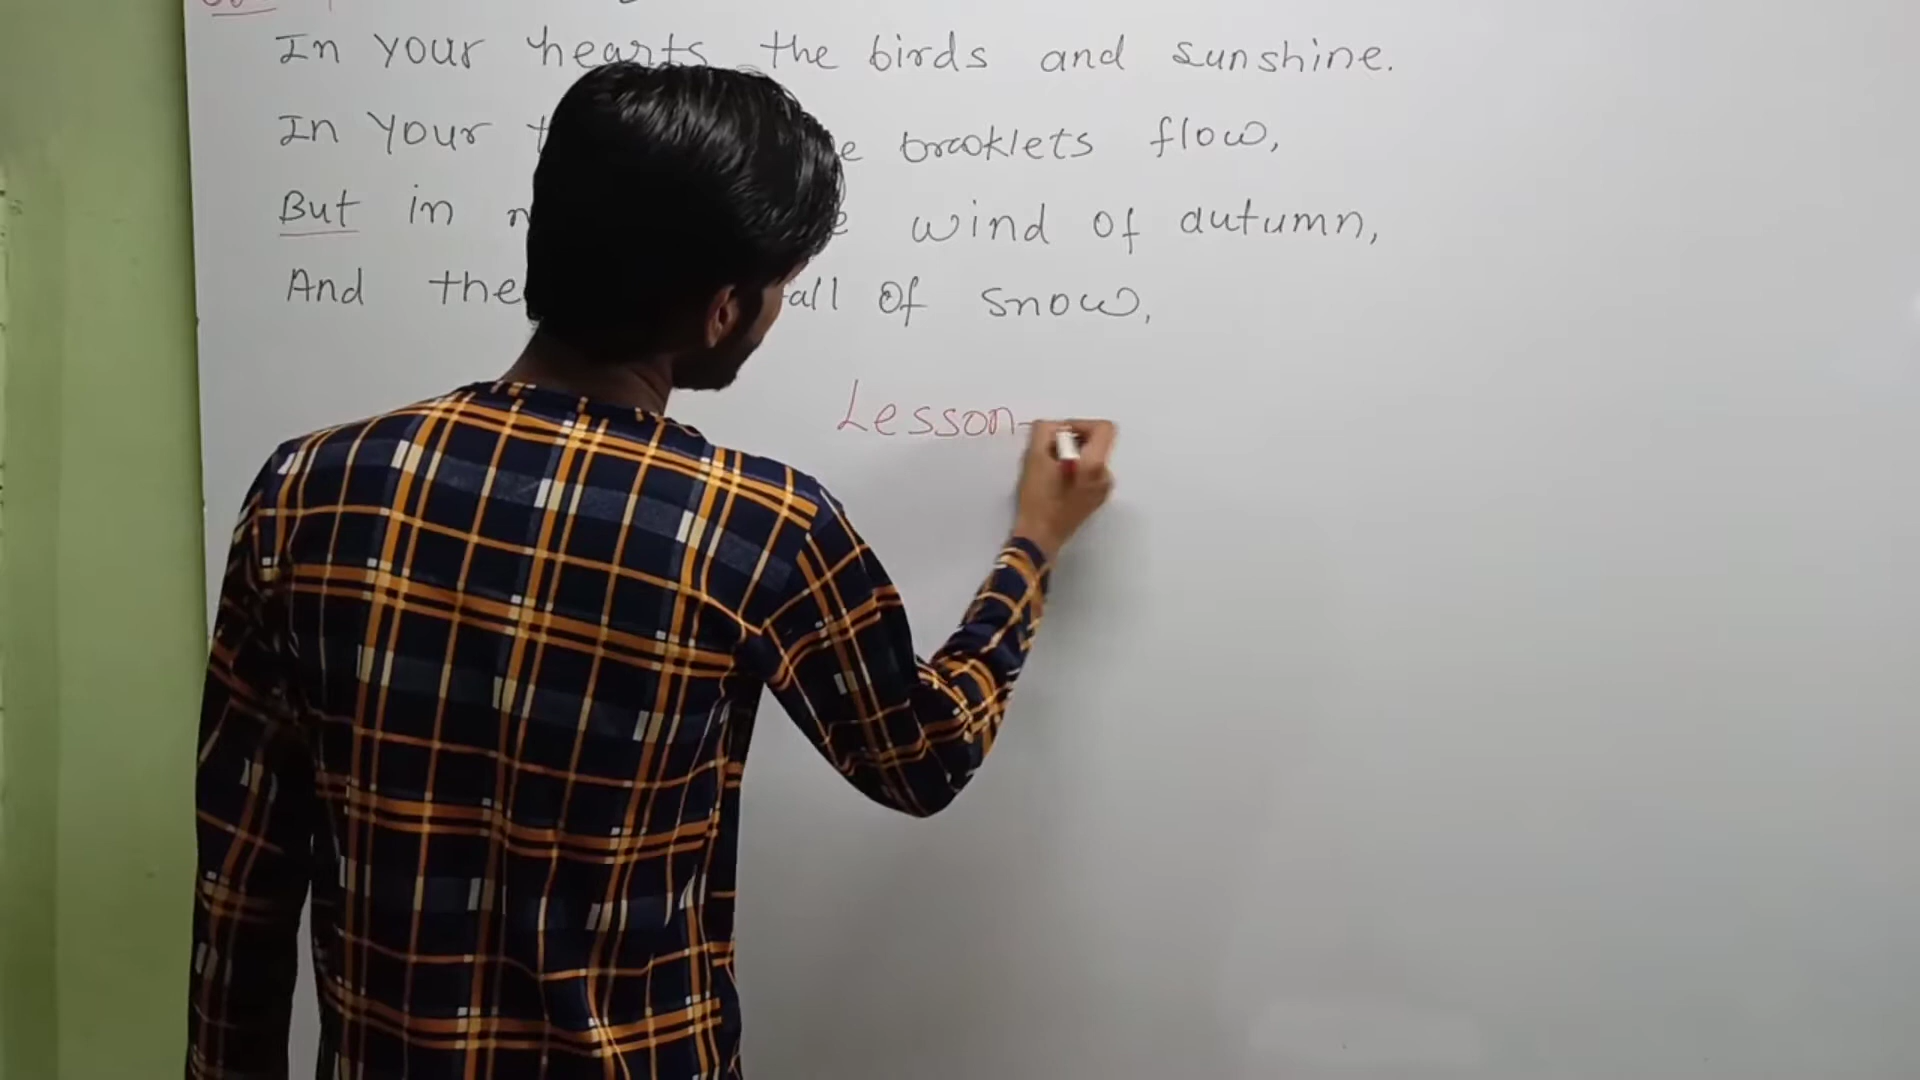 In your hearts the birds and sunshine.
In your brooklets flow,
But in wind of autumn,
And the of snow,
Lesson-